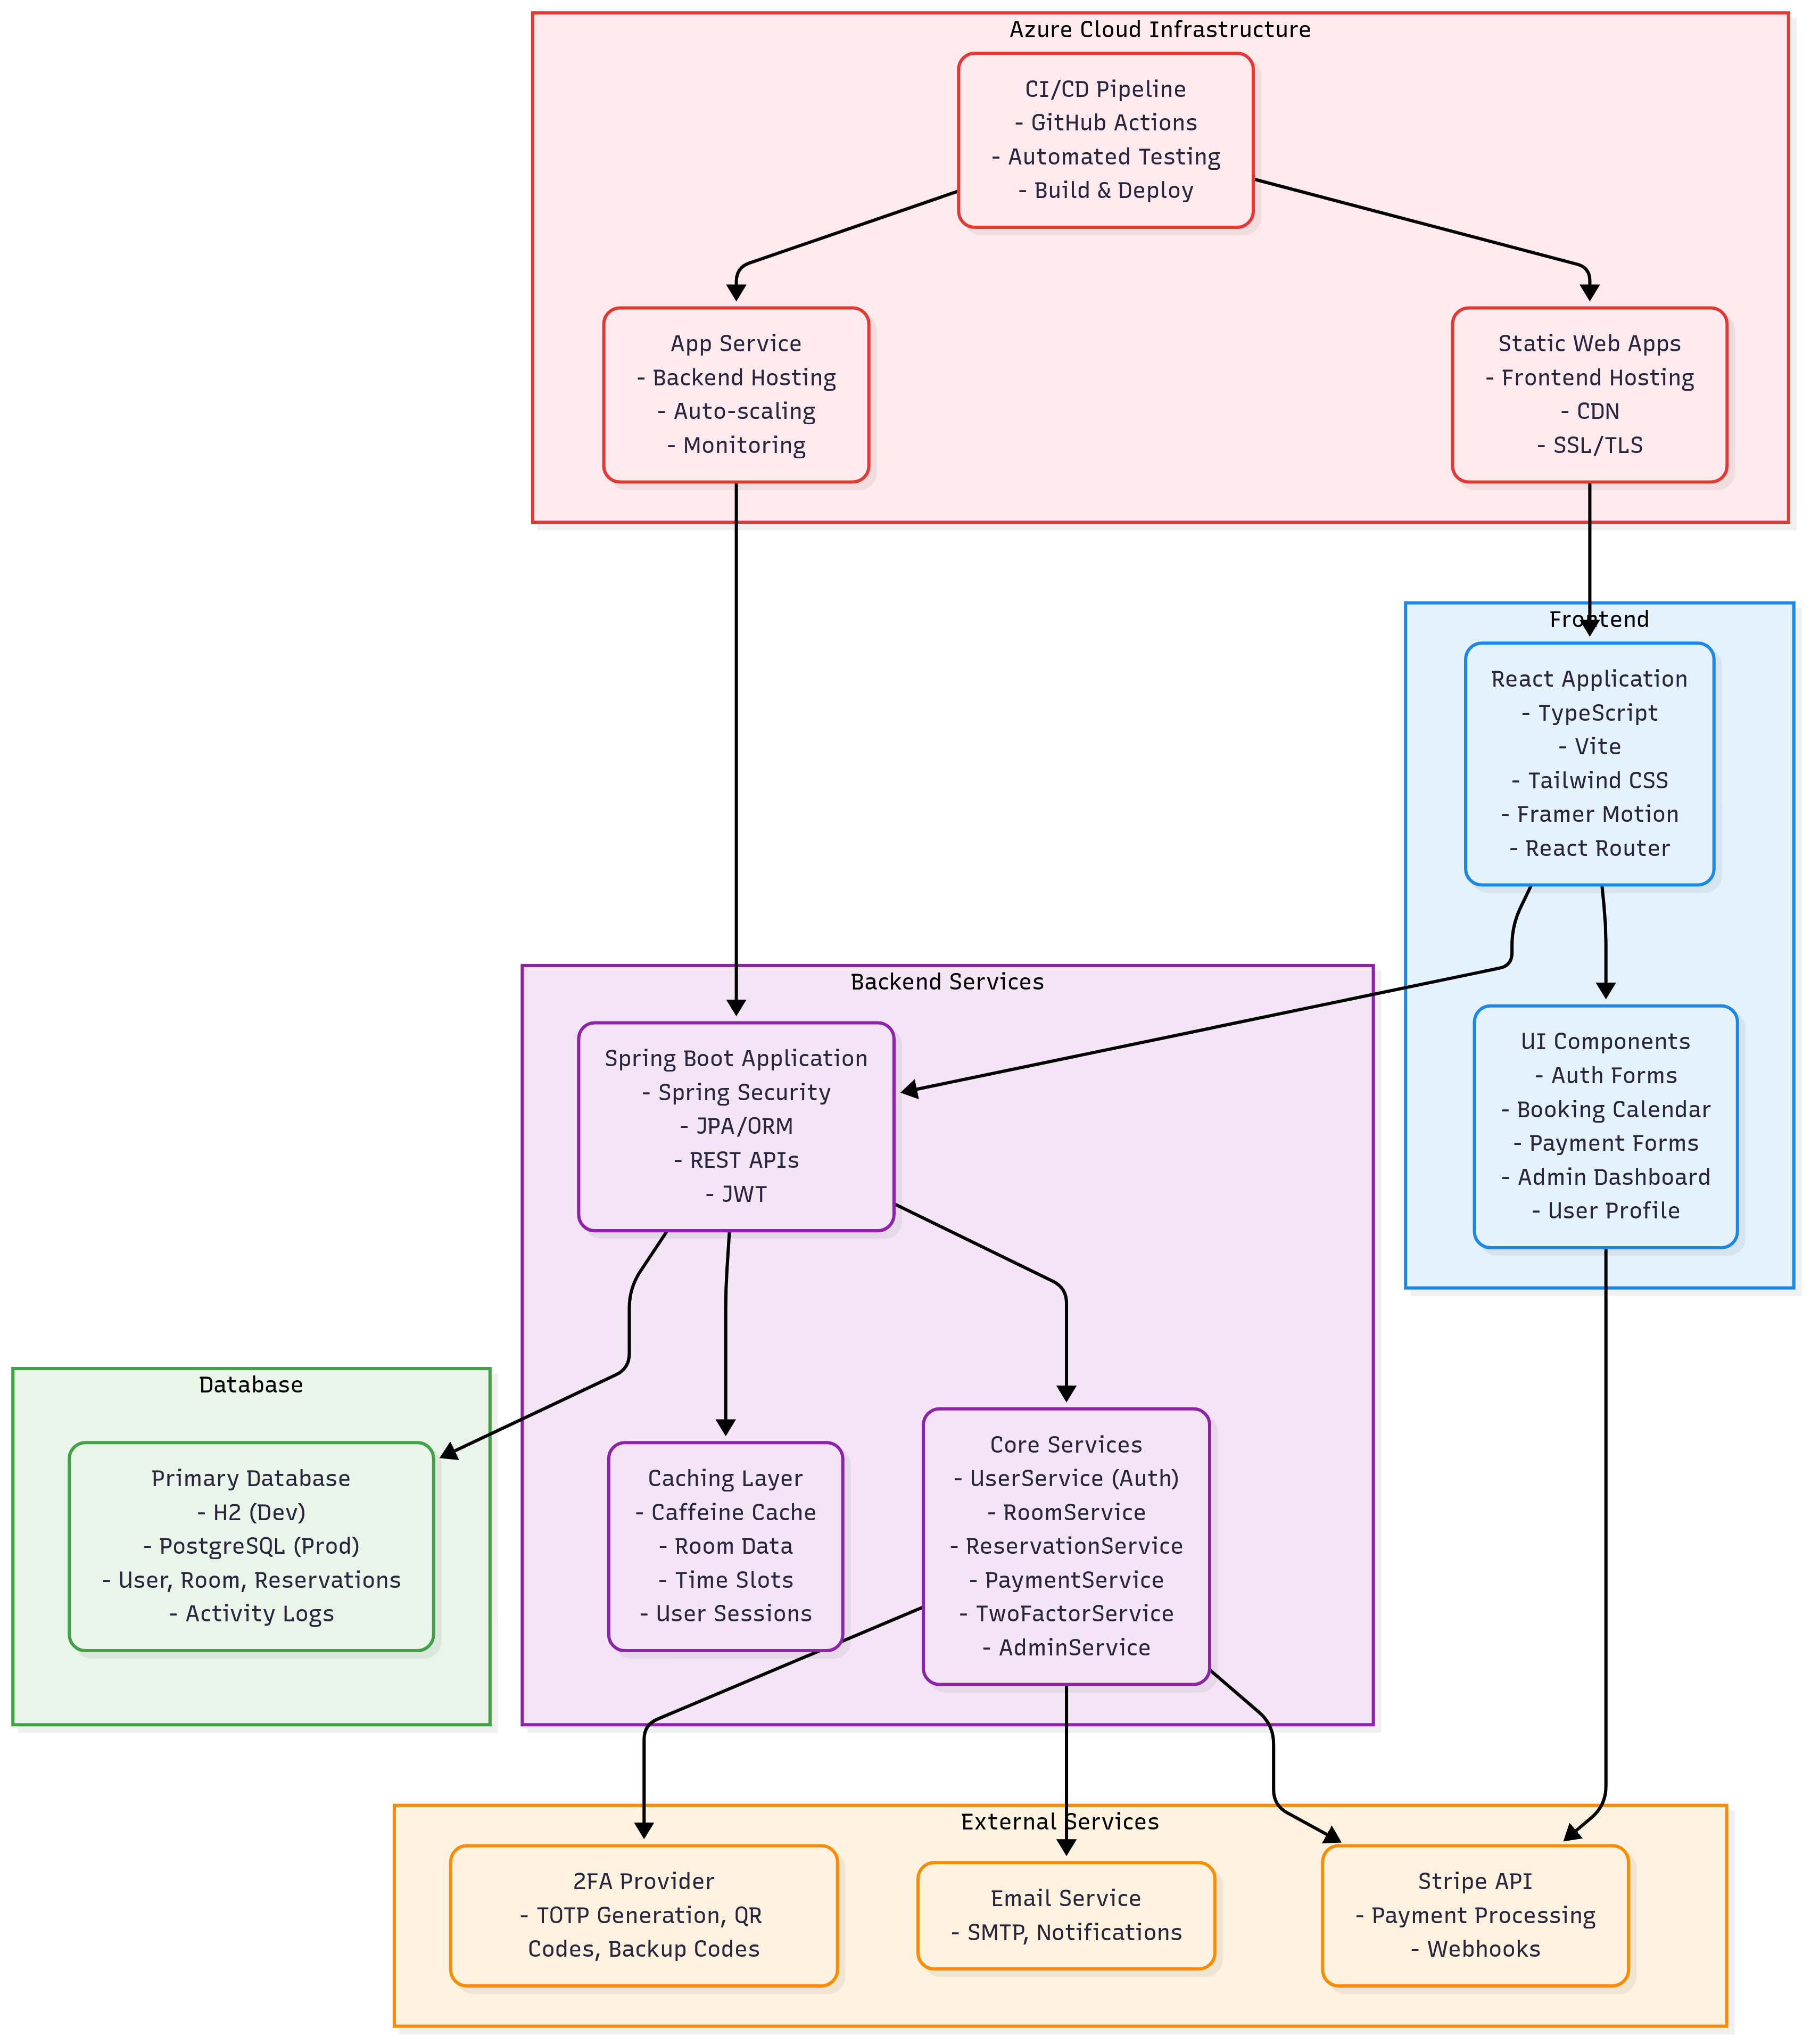 Azure Cloud Infrastructure
CI/CD Pipeline
- GitHub Actions
- Automated Testing
- Build & Deploy
App Service
- Backend Hosting
- Auto-scaling
- Monitoring
Static Web Apps
- Frontend Hosting
- CDN
- SSL/TLS
Frontend
React Application
- TypeScript
- Vite
- Tailwind CSS
- Framer Motion
- React Router
Backend Services
Spring Boot Application
- Spring Security
- JPA/ORM
- REST APIs
- JWT
UI Components
- Auth Forms
- Booking Calendar
- Payment Forms
- Admin Dashboard
- User Profile
Database
Primary Database
- H2 (Dev)
- PostgreSQL (Prod)
- User, Room, Reservations
- Activity Logs
Caching Layer
- Caffeine Cache
- Room Data
- Time Slots
- User Sessions
Core Services
- UserService (Auth)
- RoomService
- ReservationService
- PaymentService
- TwoFactorService
- AdminService
External Services
2FA Provider
- TOTP Generation, QR
Codes, Backup Codes
Email Service
- SMTP, Notifications
Stripe API
- Payment Processing
- Webhooks